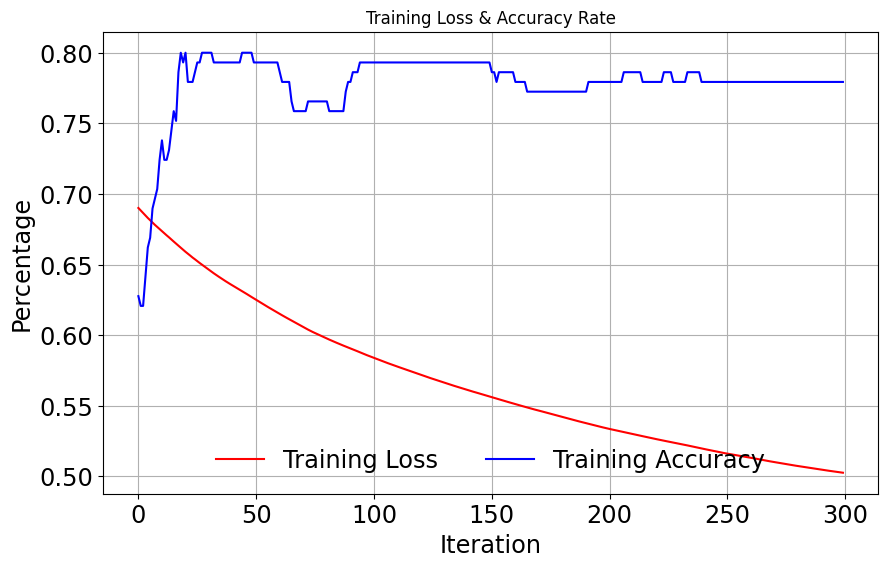 Training Loss & Accuracy Rate
0.80
0.75
0.70
0.65
0.60
0.55
0.50
Percentage
Training Loss
Training Accuracy
0
50
100
150
200
250
300
Iteration